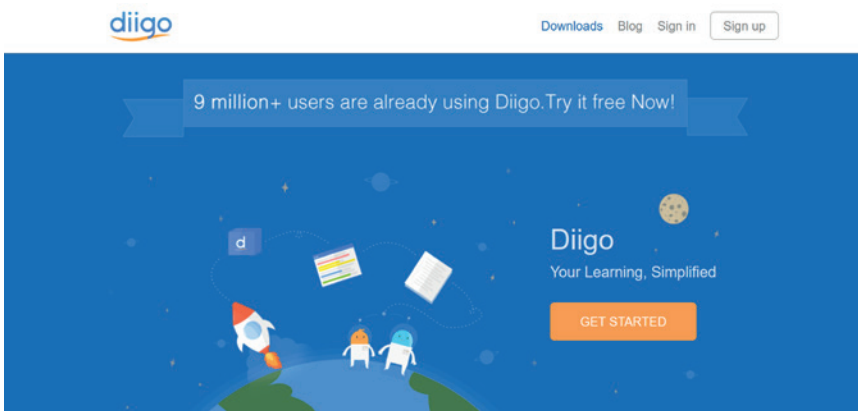 diigo
Downloads Blog Sign in Sign up
9 million+ users are already using Diigo.Try it free Now!
d
Diigo
Your Learning, Simplified
GET STARTED